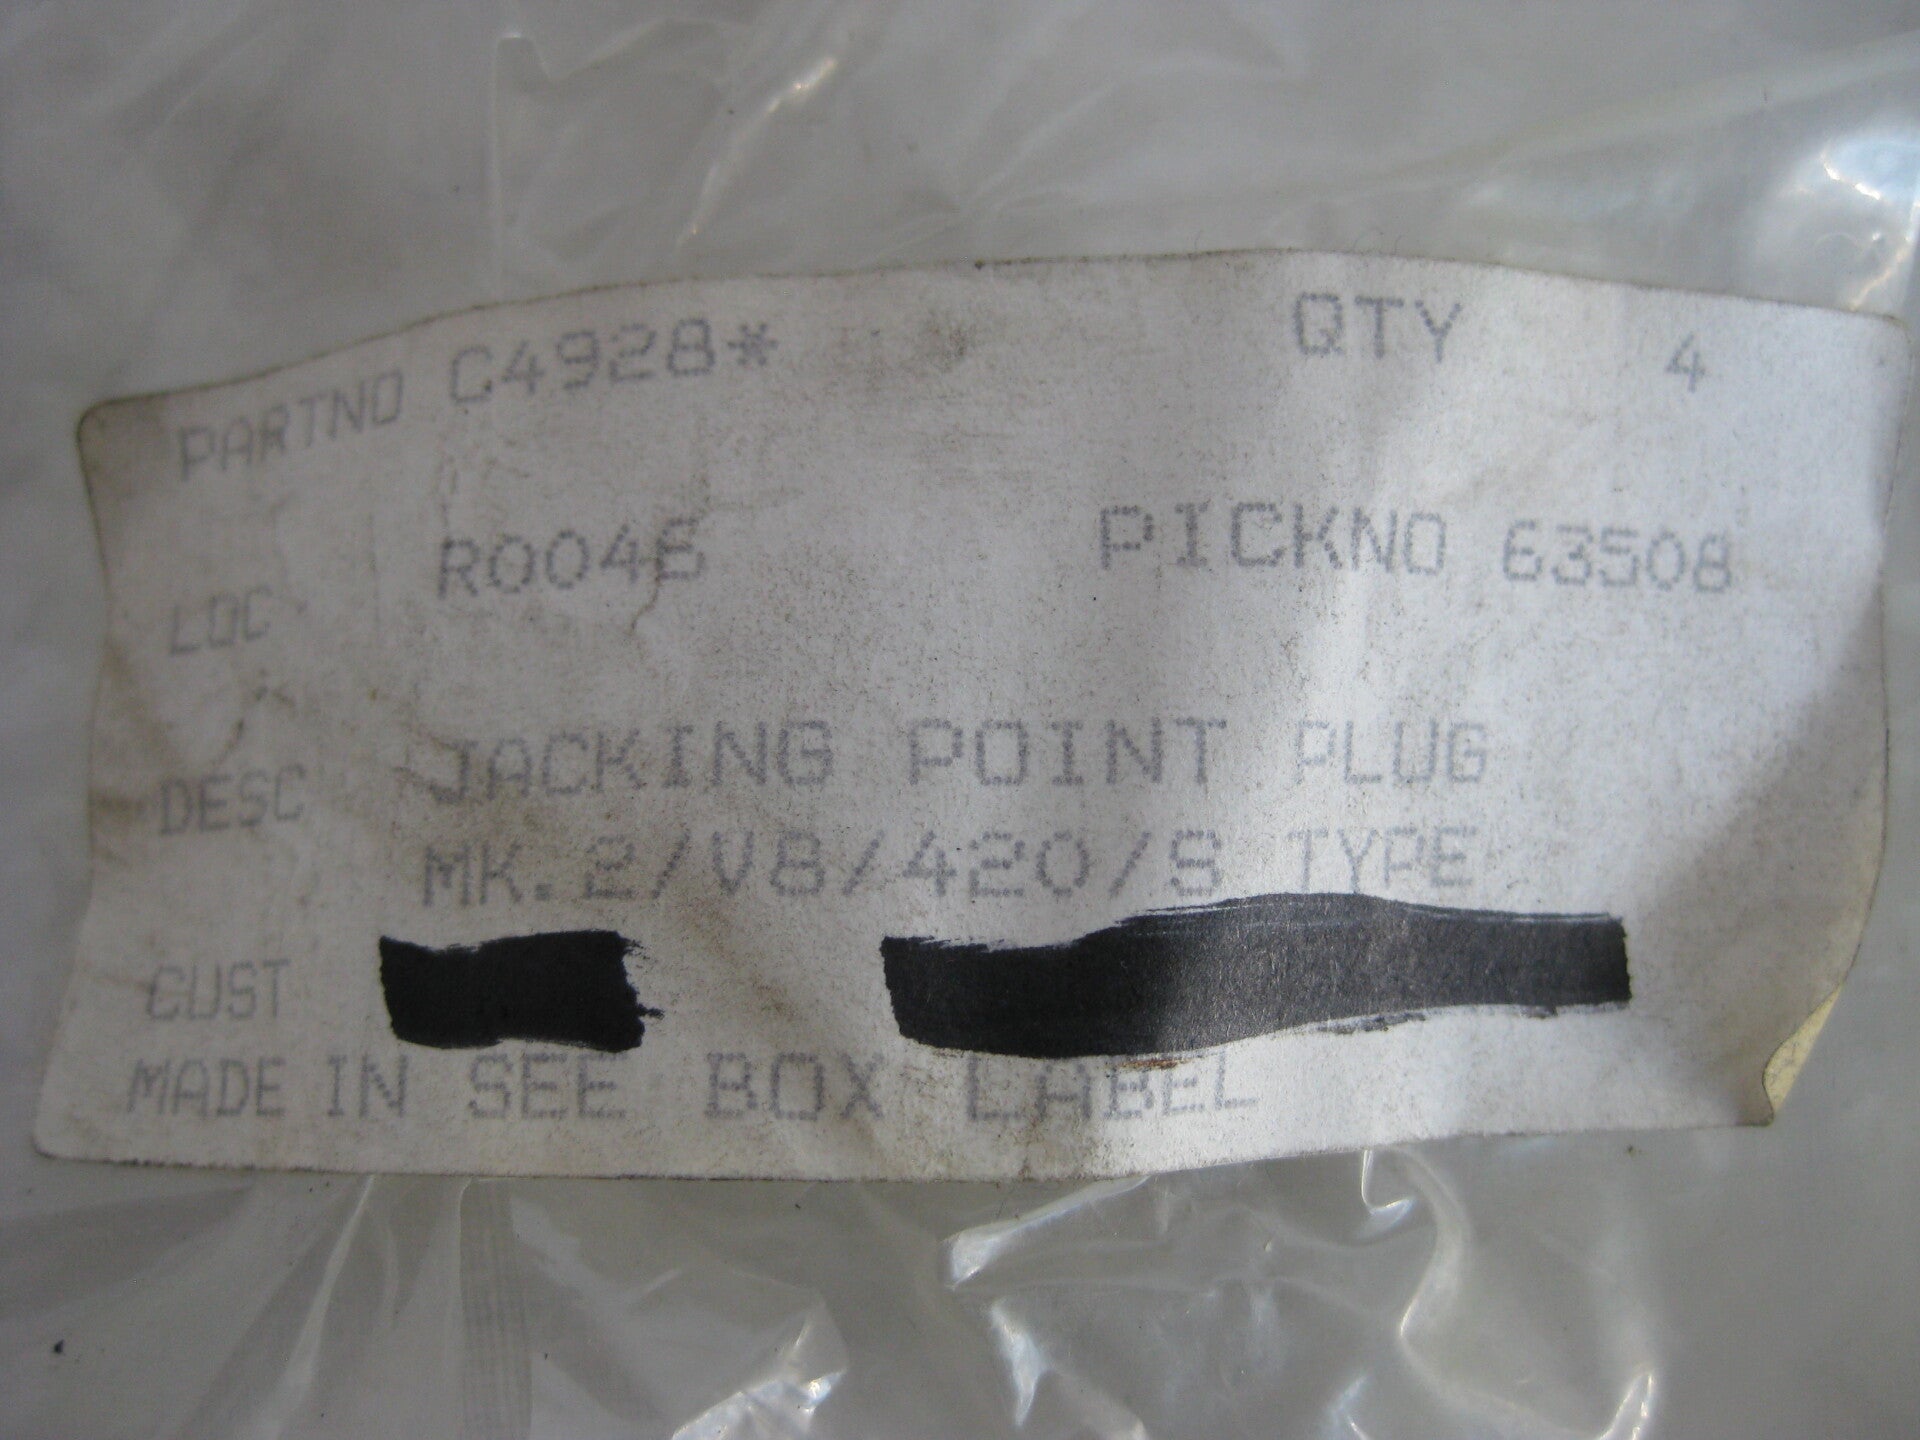 PARTNO C4928* QTY 4
LOC R0046 PICKNO 63508
DESC JACKING POINT PLUG
MK.2/V8/420/S TYPE
CUST
MADE IN SEE BOX LABEL